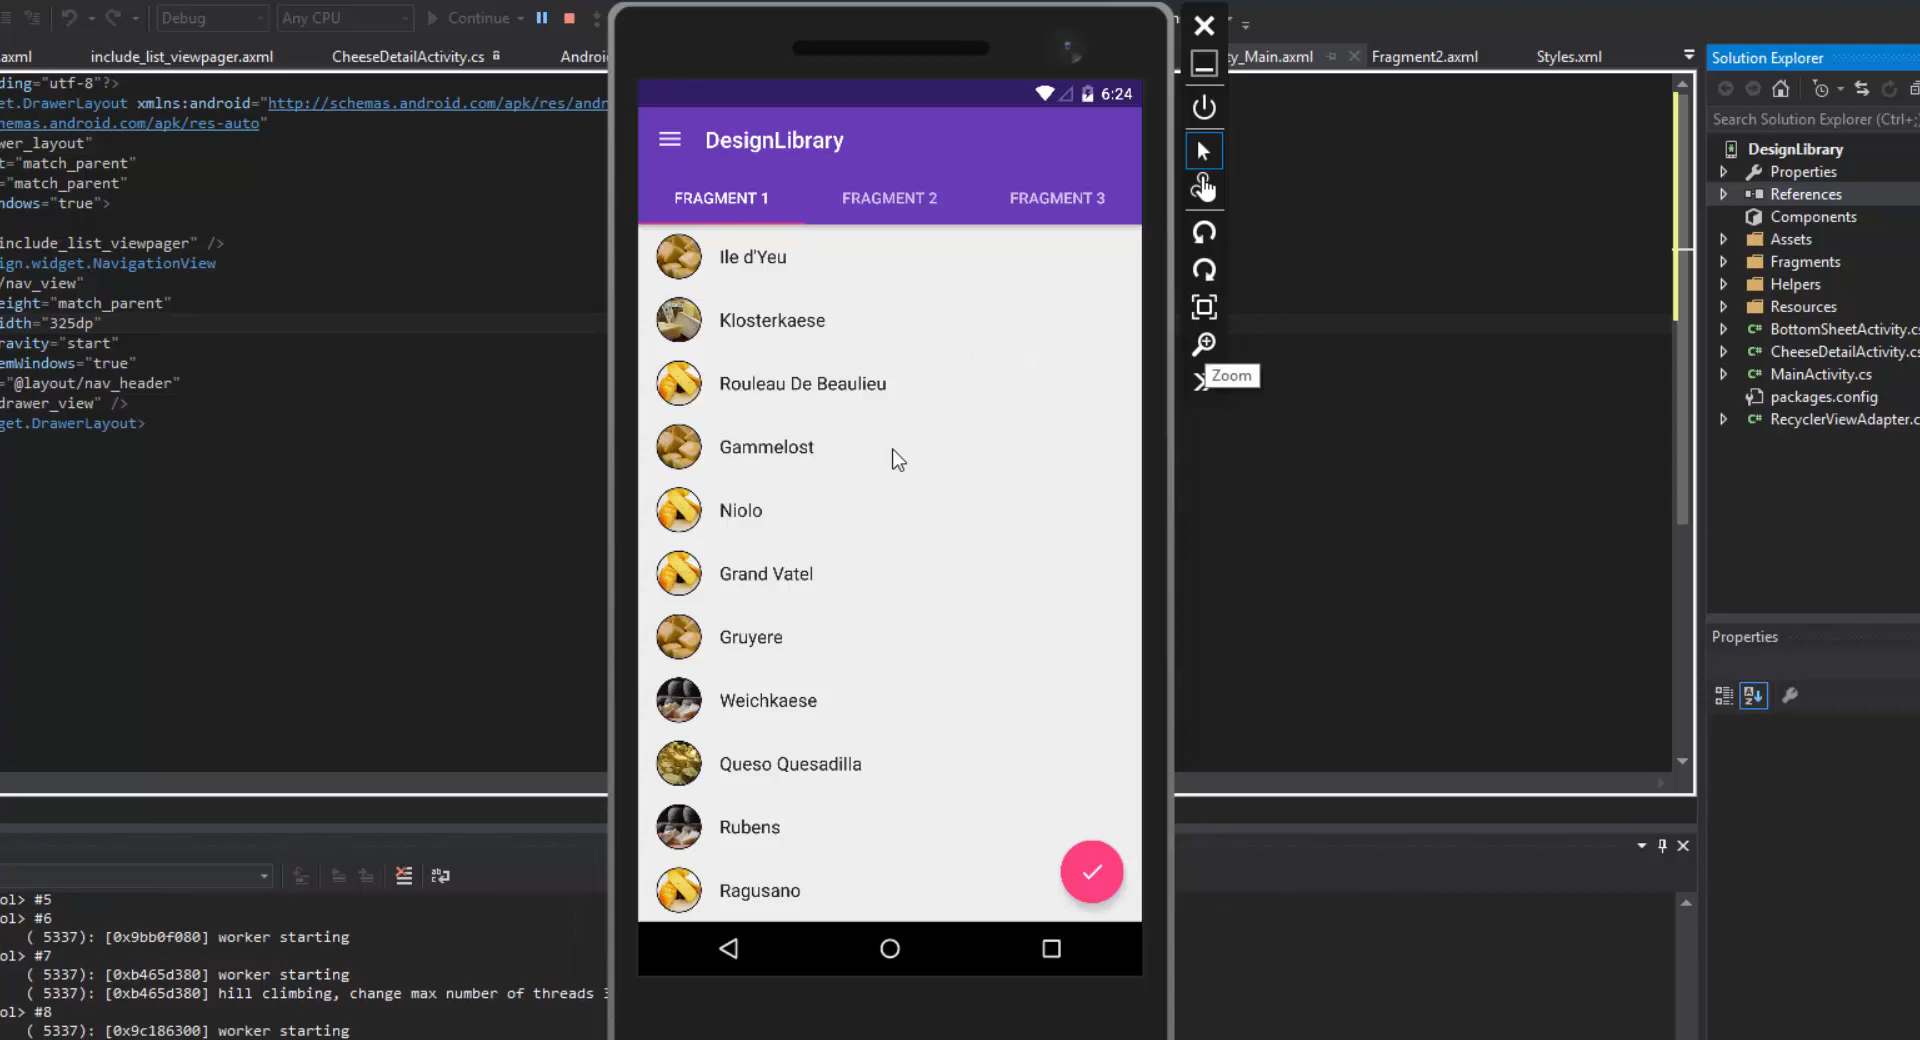 Debug
Any CPU
Continue
axml
include_list_viewpager.axml
CheeseDetailActivity.cs
y_Main.axml
Fragment2.axml
Styles.xml
ding="utf-8"?>
et.DrawerLayout xmlns:android="http://schemas.android.com/apk/res/andr
hemas.android.com/apk/res-auto"
wer_layout"
t="match_parent"
="match_parent"
ndows="true">
include_list_viewpager" />
ign.widget.NavigationView
/nav_view"
eight="match_parent"
idth="325dp"
ravity="start"
emWindows="true"
="@layout/nav_header"
drawer_view" />
get.DrawerLayout>
6:24
DesignLibrary
FRAGMENT 1
FRAGMENT 2
FRAGMENT 3
Ile d'Yeu
Klosterkaese
Rouleau De Beaulieu
Gammelost
Niolo
Grand Vatel
Gruyere
Weichkaese
Queso Quesadilla
Rubens
Ragusano
Zoom
Solution Explorer
Search Solution Explorer (Ctrl+;)
DesignLibrary
Properties
References
Components
Assets
Fragments
Helpers
Resources
BottomSheetActivity.cs
CheeseDetailActivity.cs
MainActivity.cs
packages.config
RecyclerViewAdapter.c
Properties
ol> #5
ol> #6
( 5337): [0x9bb0f080] worker starting
ol> #7
( 5337): [0xb465d380] worker starting
( 5337): [0xb465d380] hill climbing, change max number of threads 3
ol> #8
( 5337): [0x9c186300] worker starting